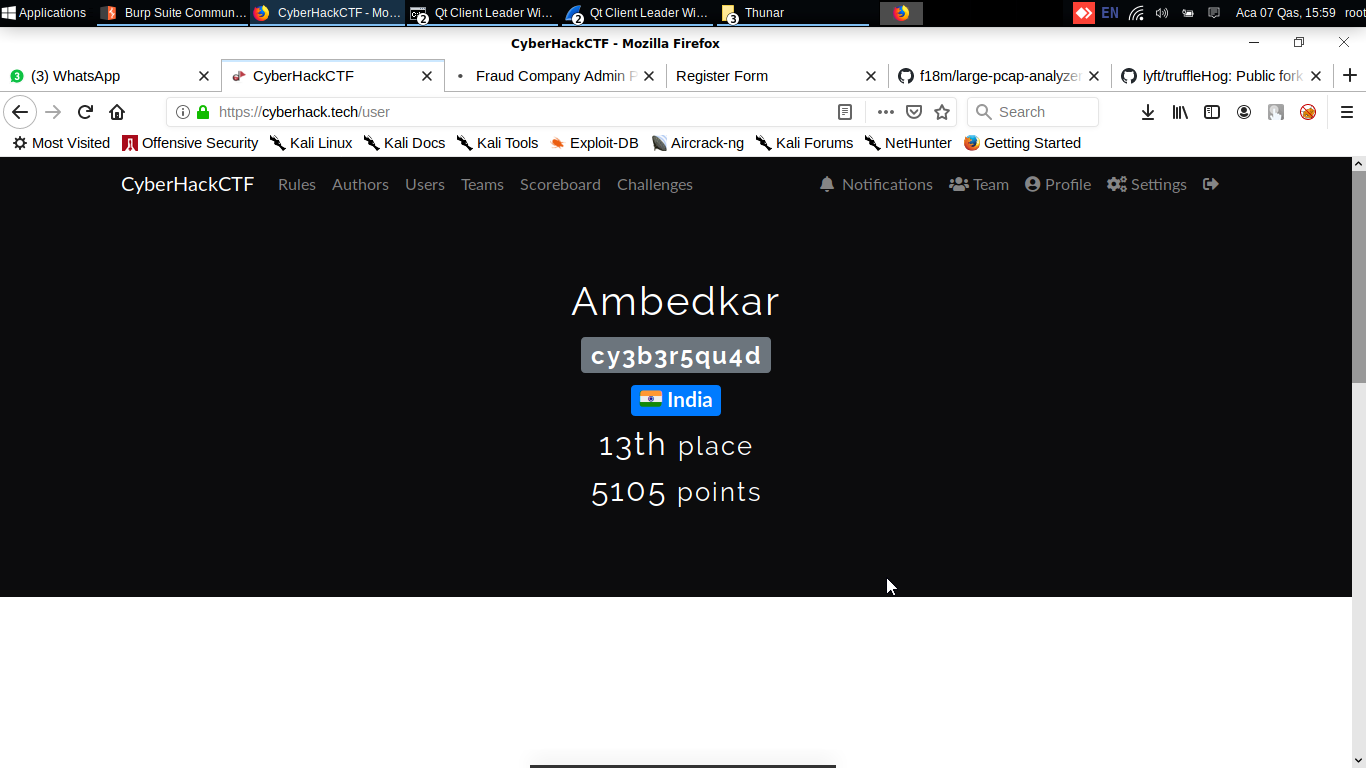 Applications Burp Suite Commun... CyberHackCTF - Mo... 2 Qt Client Leader Wi... 2 Qt Client Leader Wi... 3 Thunar EN Aca 07 Qas, 15:59 root
CyberHackCTF - Mozilla Firefox
3 (3) WhatsApp CyberHackCTF • Fraud Company Admin P Register Form f18m/large-pcap-analyzer lyft/truffleHog: Public fork
https://cyberhack.tech/user Search
Most Visited Offensive Security Kali Linux Kali Docs Kali Tools Exploit-DB Aircrack-ng Kali Forums NetHunter Getting Started
CyberHackCTF Rules Authors Users Teams Scoreboard Challenges Notifications Team Profile Settings
Ambedkar
cy3b3r5qu4d
India
13th place
5105 points